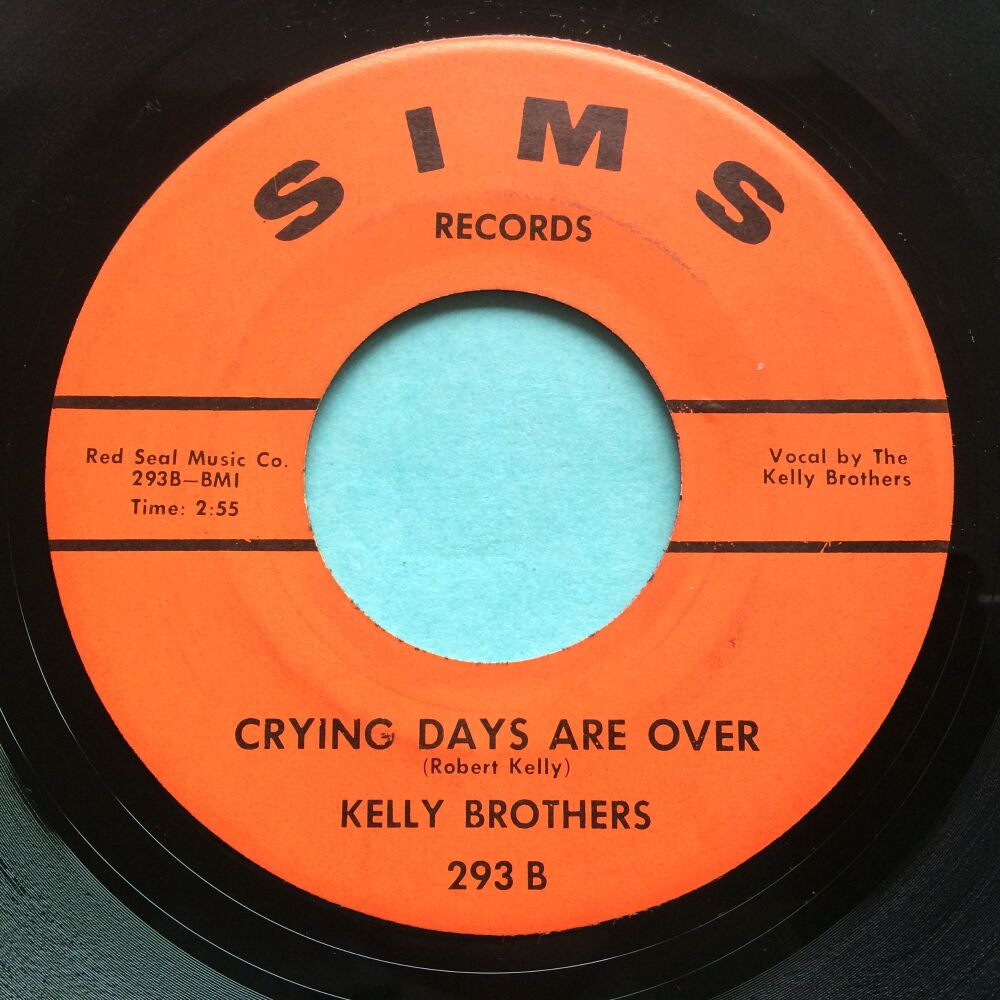 SIMS
RECORDS
Red Seal Music Co.
293B—BMI
Time: 2:55
Vocal by The
Kelly Brothers
CRYING DAYS ARE OVER
(Robert Kelly)
KELLY BROTHERS
293 B